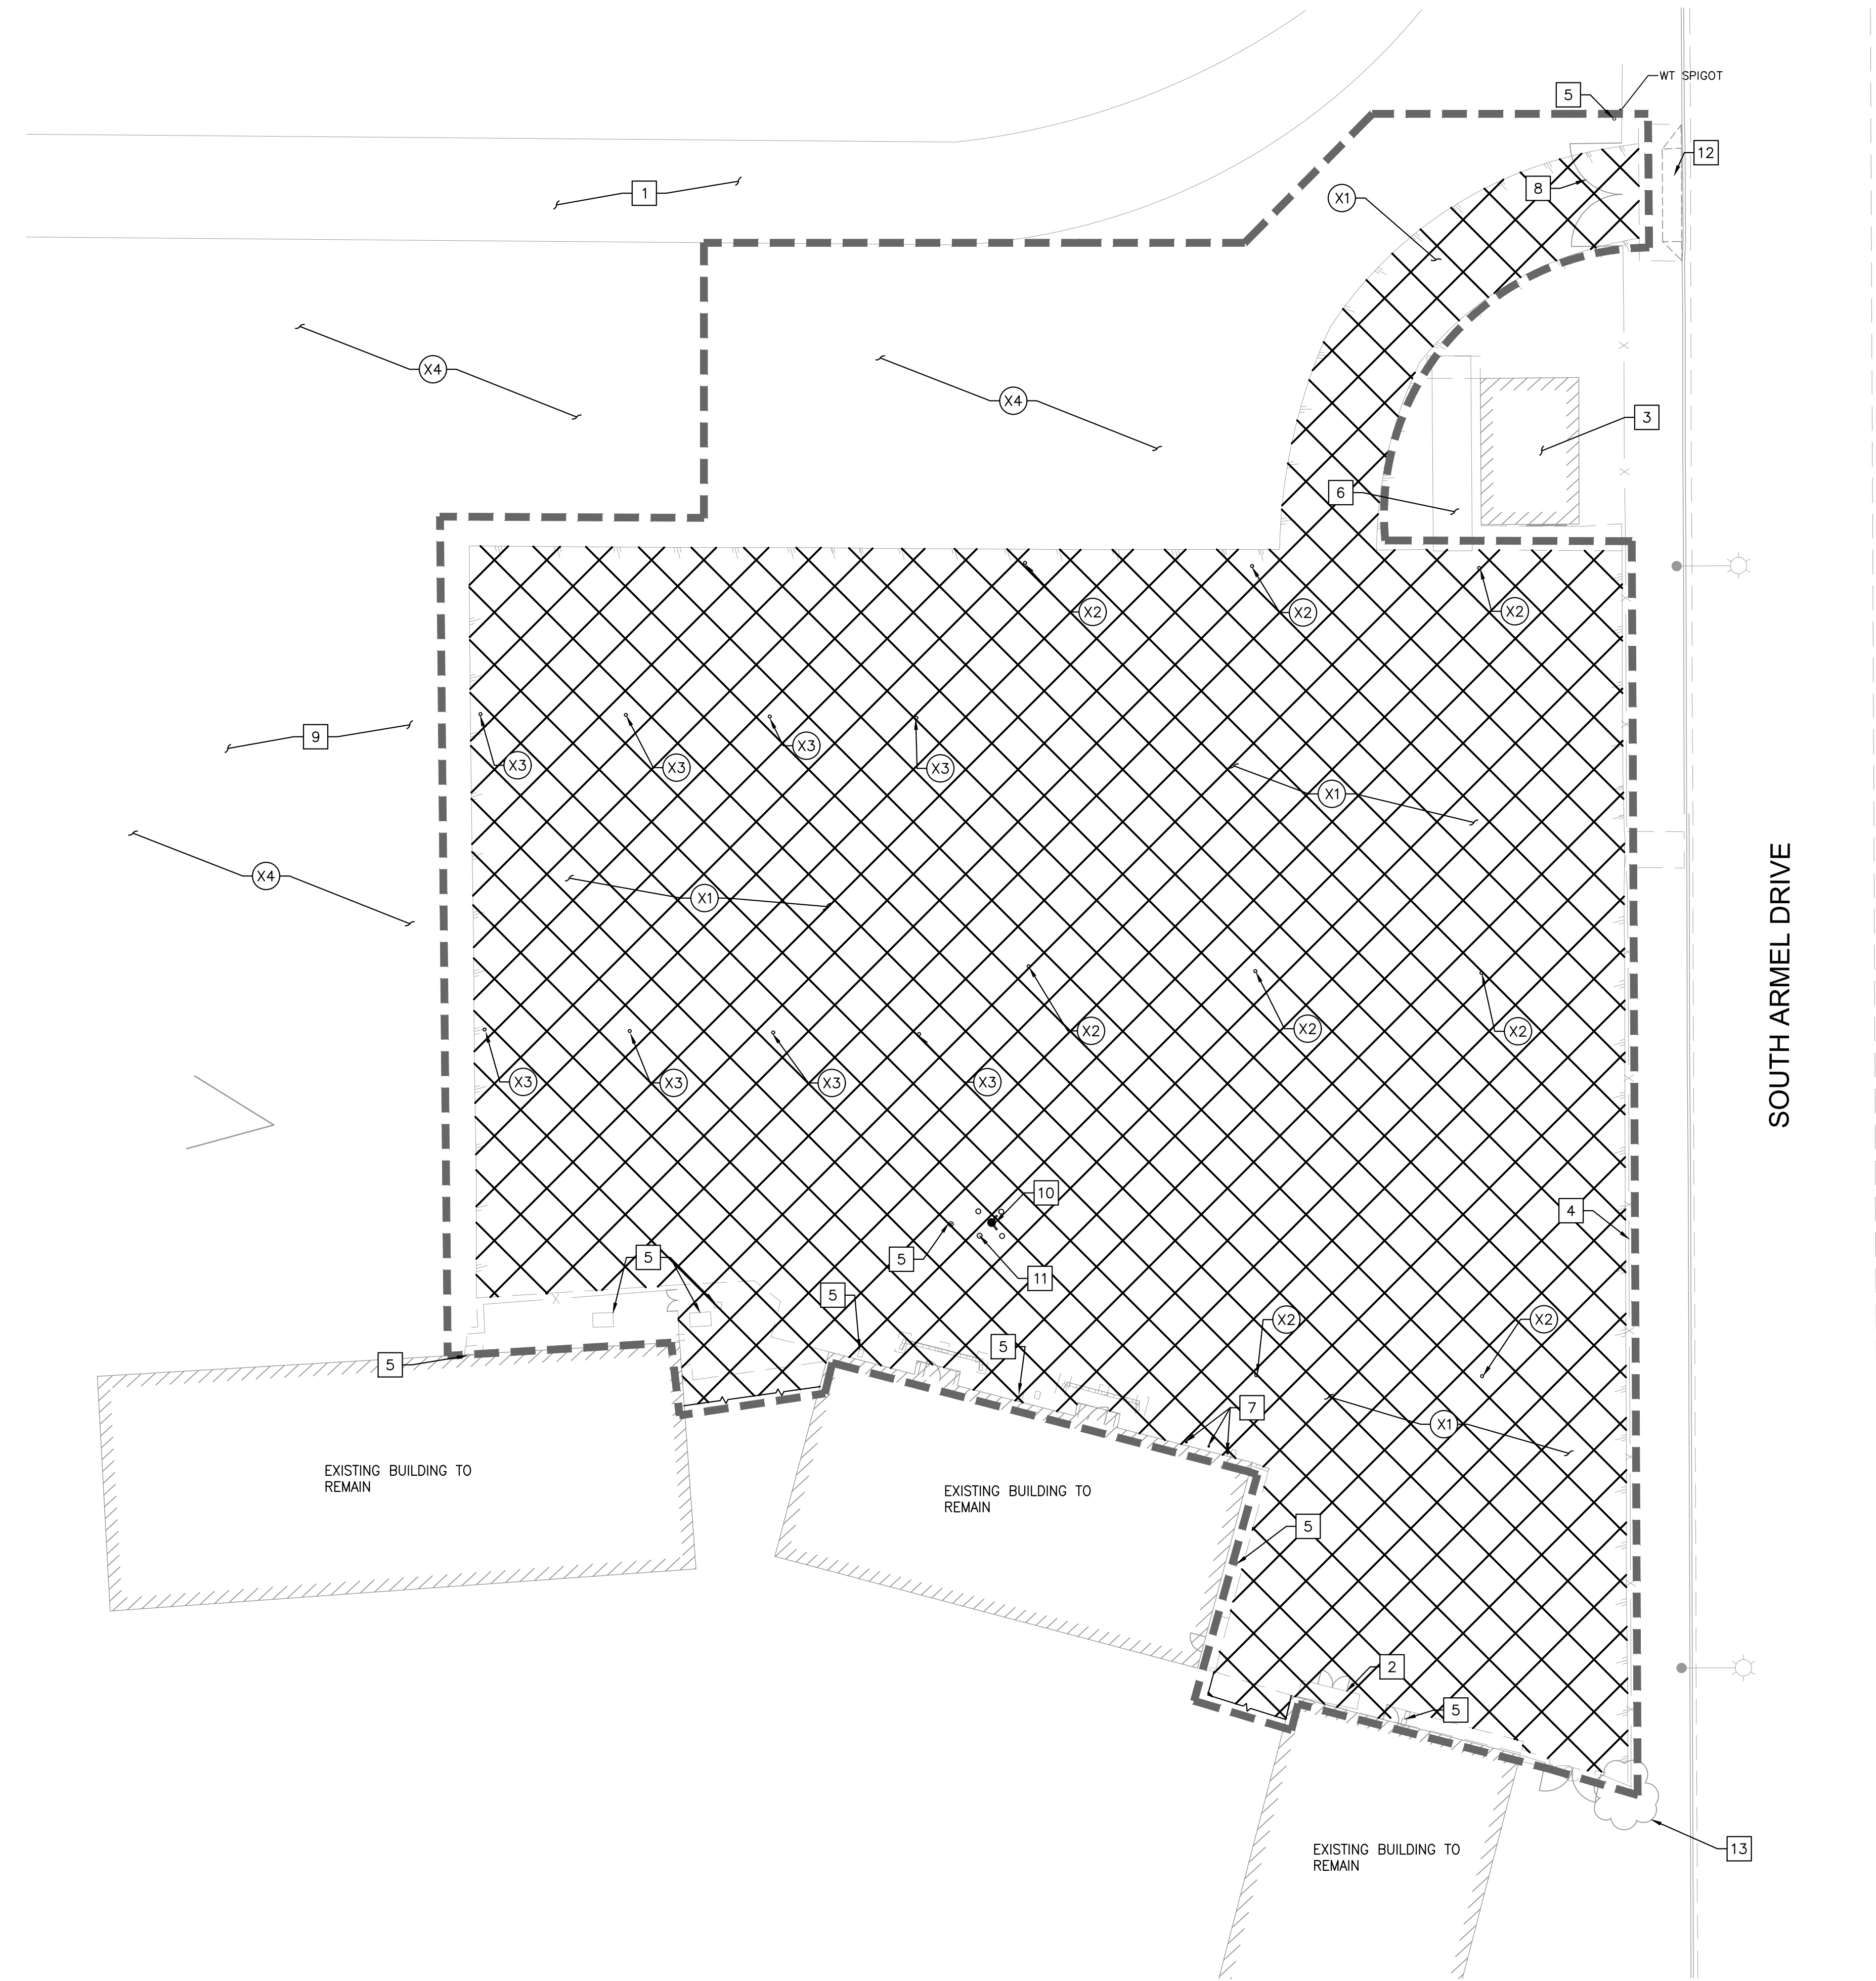 WT SPIGOT
5
12
1
8
X1
X4
X4
3
6
X2
X2
X2
9
X3
X3
X3
X3
X1
X4
X1
SOUTH ARMEL DRIVE
X2
X2
X2
X3
X3
X3
X3
10
4
5
5
11
5
X2
X2
5
5
7
X1
EXISTING BUILDING TO
REMAIN
EXISTING BUILDING TO
REMAIN
5
2
5
EXISTING BUILDING TO
REMAIN
13